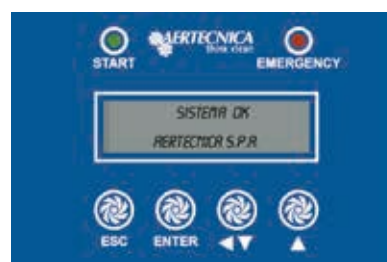 START
AERTECNICA
think clean
EMERGENCY
SISTEMA OK
AERTECNICA S.P.A
ESC ENTER ◀▼ ▲